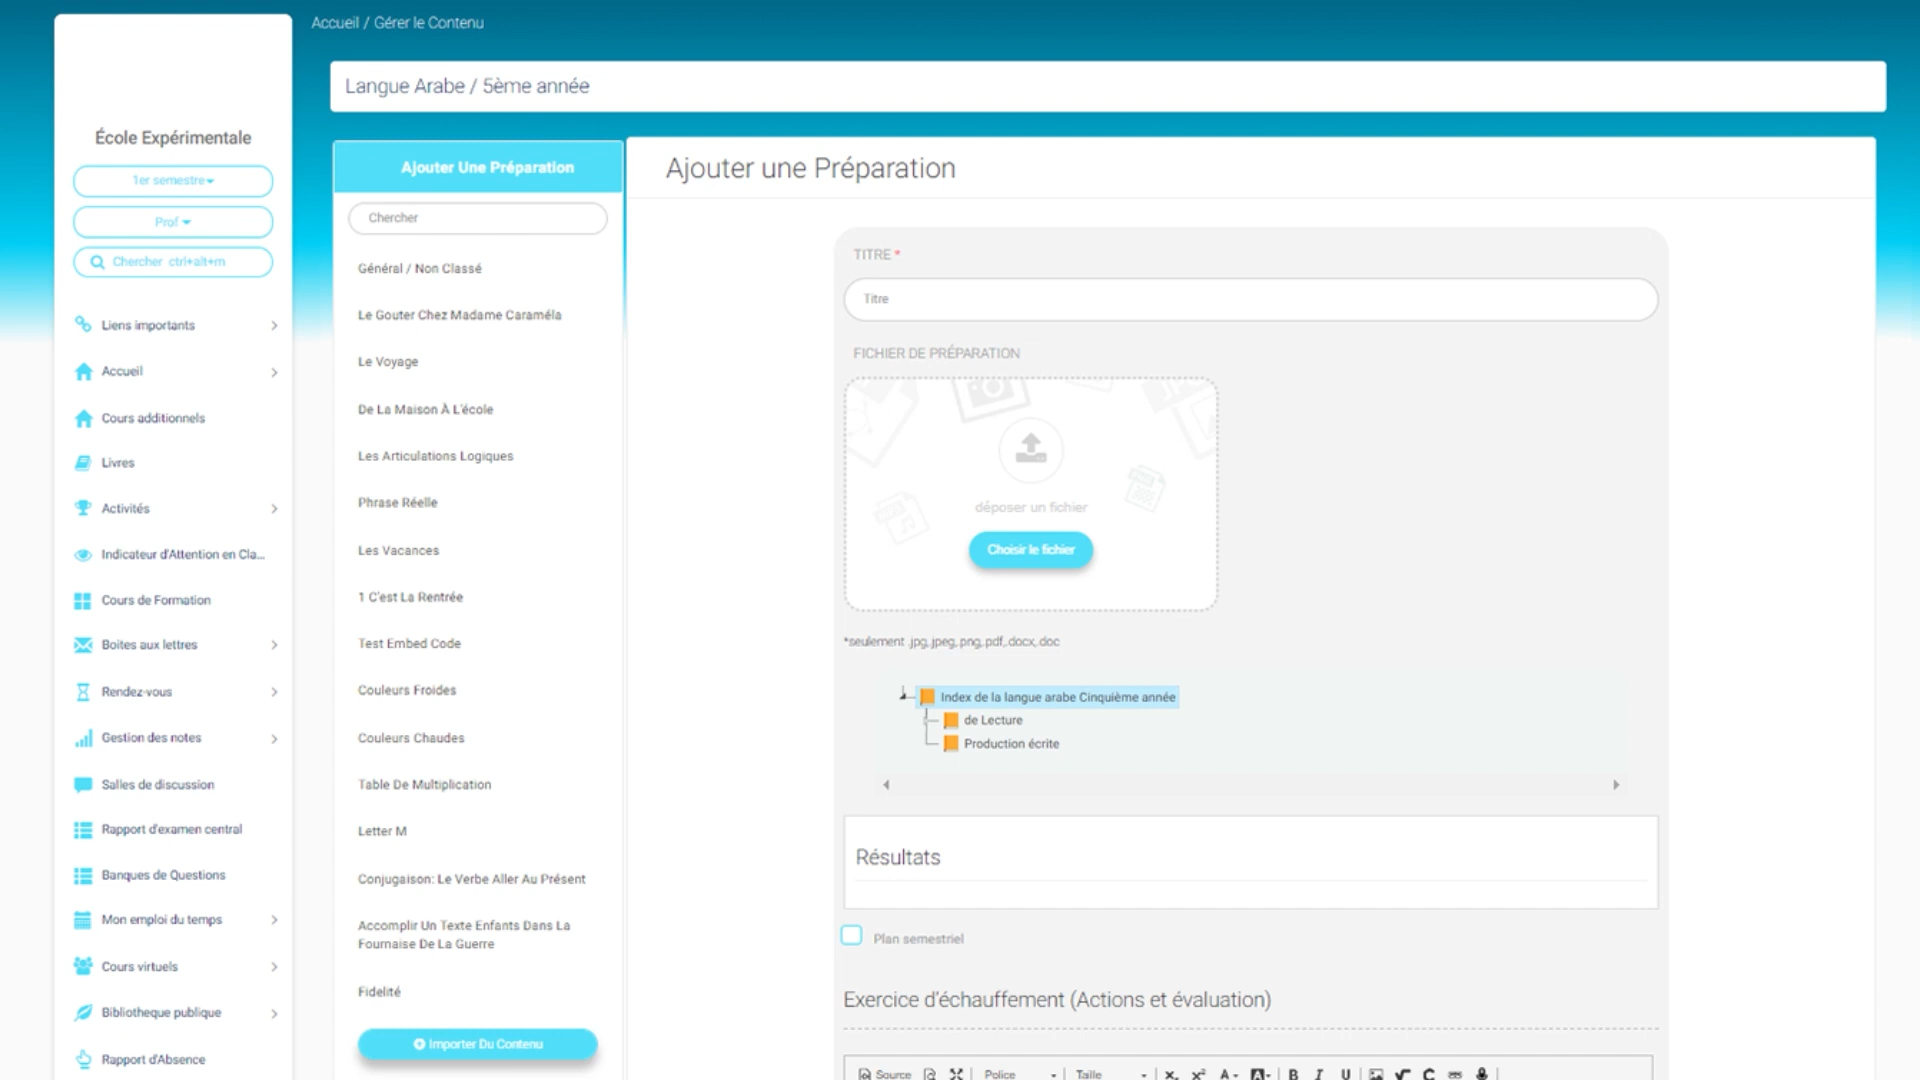 Accueil / Gérer le Contenu
Langue Arabe / 5ème année
École Expérimentale
1er semestre
Prof
Chercher ctrl+alt+m
Liens importants
Accueil
Cours additionnels
Livres
Activités
Indicateur d'Attention en Cla...
Cours de Formation
Boites aux lettres
Rendez-vous
Gestion des notes
Salles de discussion
Rapport d'examen central
Banques de Questions
Mon emploi du temps
Cours virtuels
Bibliotheque publique
Rapport d'Absence
Ajouter Une Préparation
Chercher
Général / Non Classé
Le Gouter Chez Madame Caraméla
Le Voyage
De La Maison À L'école
Les Articulations Logiques
Phrase Réelle
Les Vacances
1 C'est La Rentrée
Test Embed Code
Couleurs Froides
Couleurs Chaudes
Table De Multiplication
Letter M
Conjugaison: Le Verbe Aller Au Présent
Accomplir Un Texte Enfants Dans La
Fournaise De La Guerre
Fidelité
Importer Du Contenu
Ajouter une Préparation
TITRE *
Titre
FICHIER DE PRÉPARATION
déposer un fichier
Choisir le fichier
*seulement .jpg,.jpeg,.png,.pdf,.docx,.doc
Index de la langue arabe Cinquième année
de Lecture
Production écrite
Résultats
Plan semestriel
Exercice d'échauffement (Actions et évaluation)
Source Police Taille